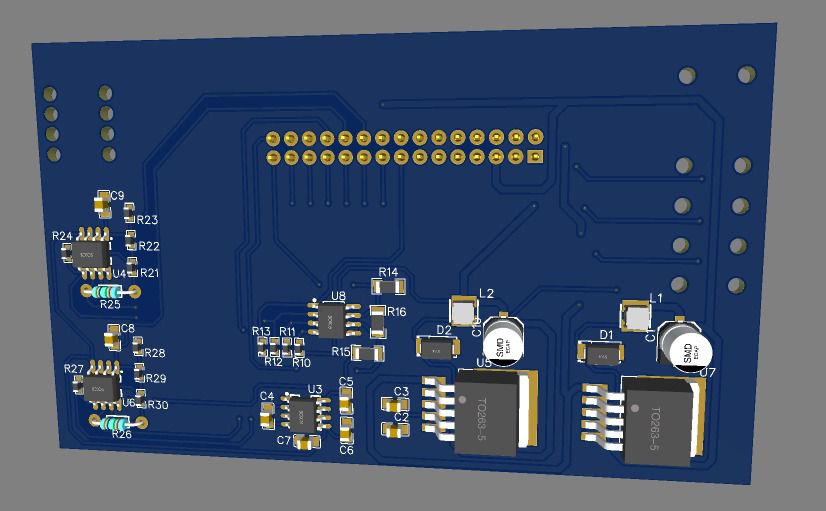 C9
R23
R24
R22
U4
R21
R25
C8
R28
R27
R29
U6
R30
R26
R14
U8
R16
R13
R11
R12
R10
R15
L2
D2
SMD
ECAP
U5
L1
D1
SMD
ECAP
U7
C5
U3
C4
C3
C2
C7
C6
TO263-5
TO263-5